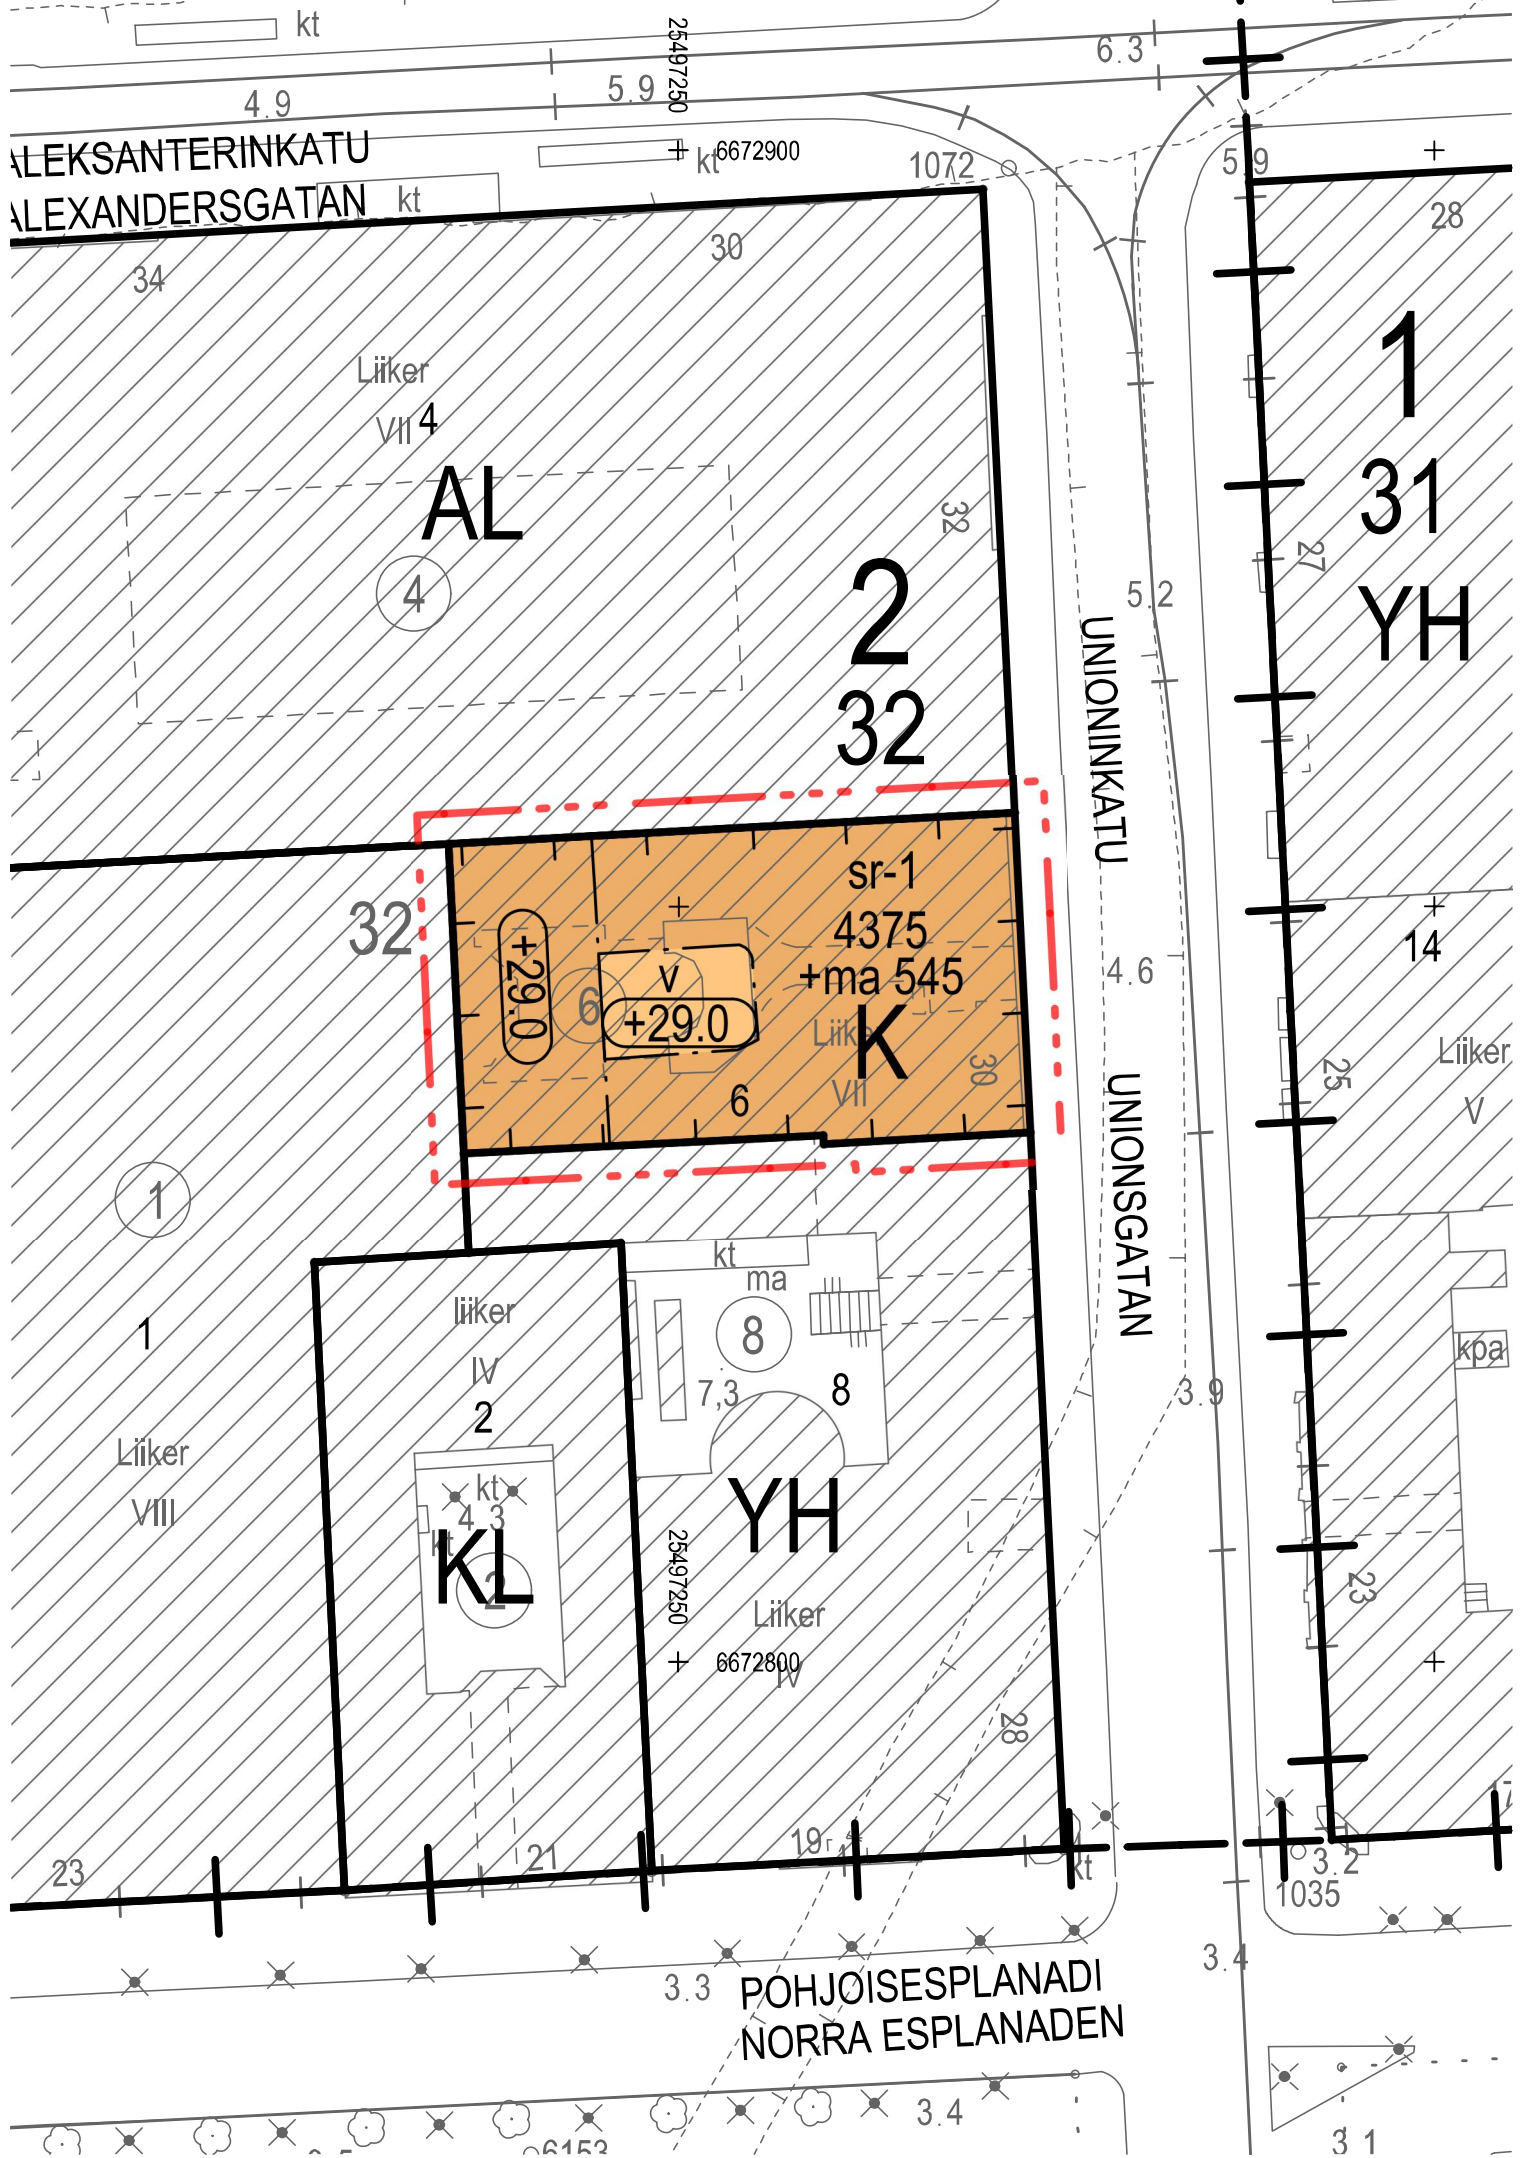 kt
25497250
6.3
4.9
5.9
ALEKSANTERINKATU
ALEXANDERSGATAN
kt
kt
6672900
1072
5.9
28
34
30
Liiker
VII 4
AL
4
32
2
32
1
31
YH
27
5.2
UNIONINKATU
32
sr-1
4375
+ma 545
K
+29.0
6
v
+29.0
Liike
VII
30
6
4.6
14
Liiker
V
25
UNIONSGATAN
1
1
Liiker
VIII
liiker
IV
2
kt
4.3
kt
KL
2
kt
ma
8
7,3
8
YH
25497250
Liiker
IV
6672800
28
3.9
kpa
23
17
23
21
19
kt
3.2
1035
3.3
POHJOISESPLANADI
NORRA ESPLANADEN
3.4
3.4
6153
3 1